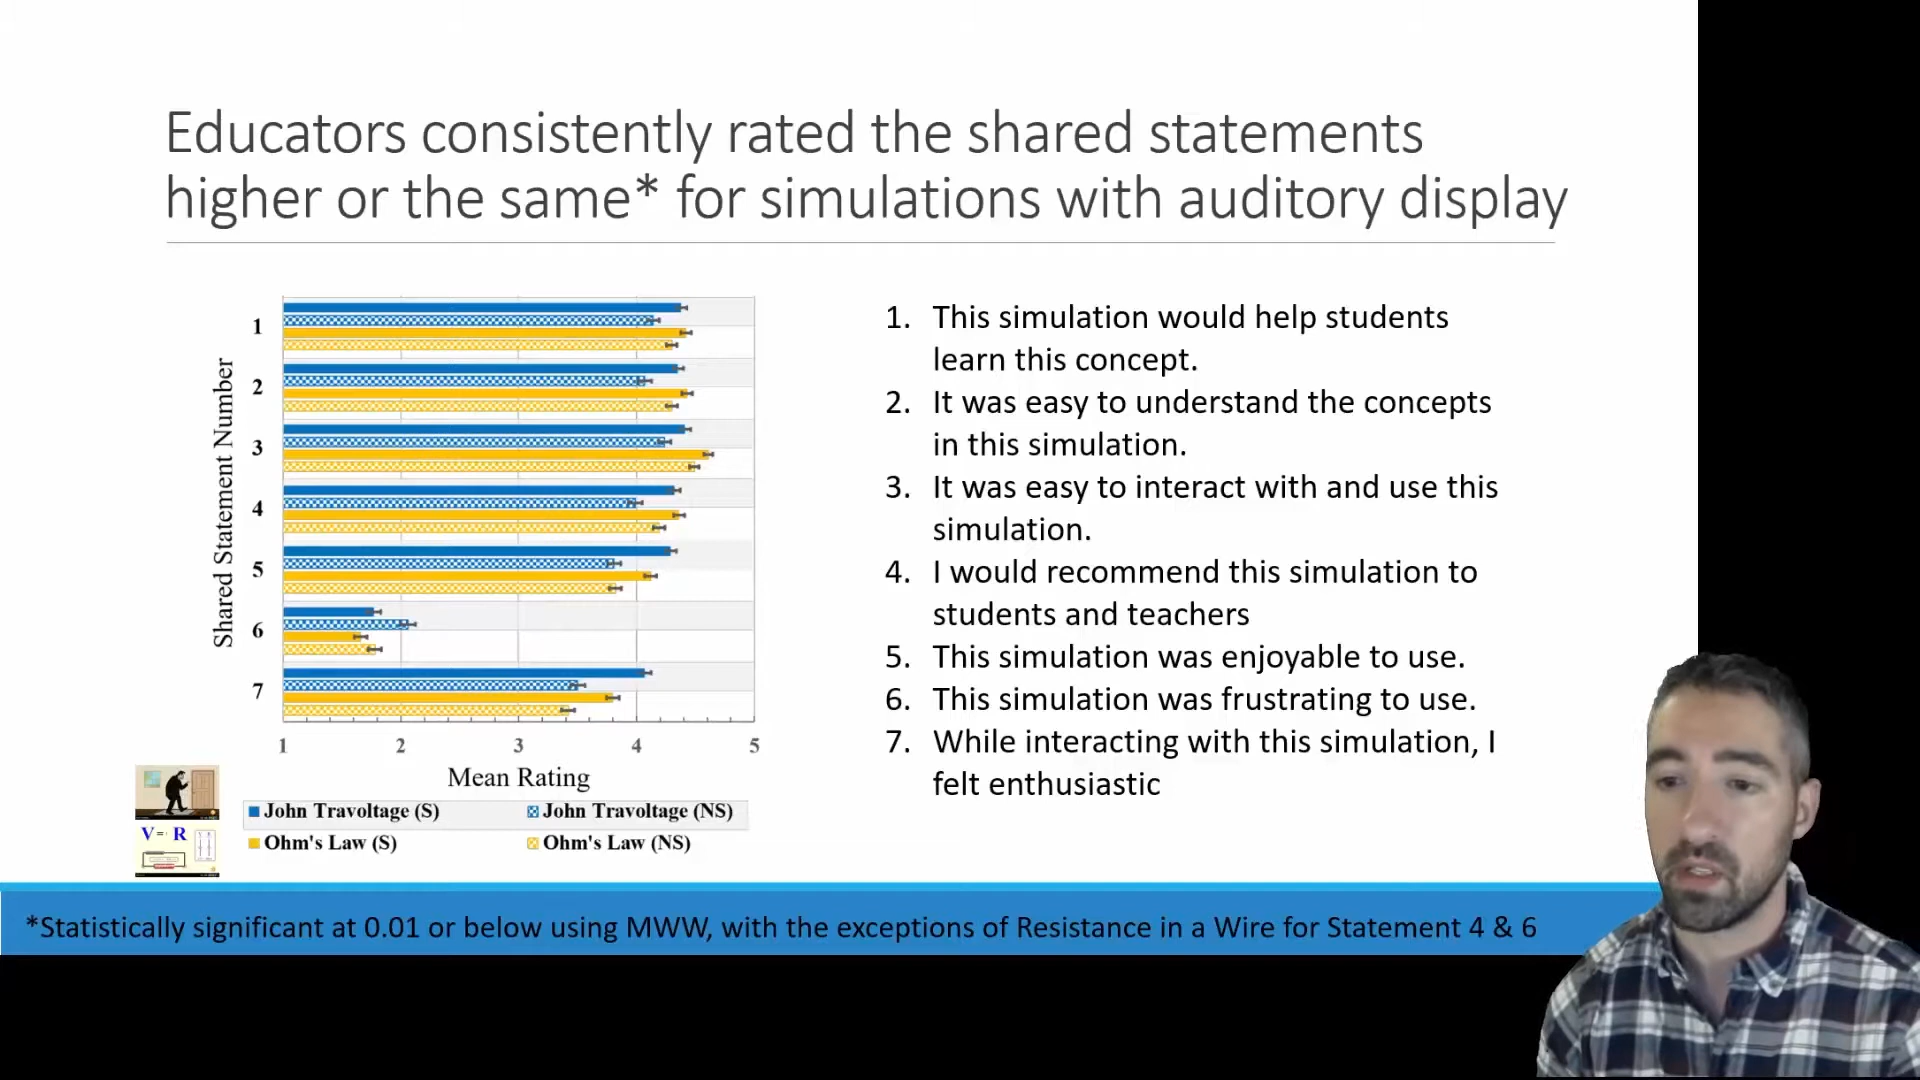 Educators consistently rated the shared statements
higher or the same* for simulations with auditory display
Shared Statement Number
1
2
3
4
5
6
7
1 2 3 4 5
Mean Rating
John Travoltage (S) John Travoltage (NS)
Ohm's Law (S) Ohm's Law (NS)
V = · R
1. This simulation would help students
learn this concept.
2. It was easy to understand the concepts
in this simulation.
3. It was easy to interact with and use this
simulation.
4. I would recommend this simulation to
students and teachers
5. This simulation was enjoyable to use.
6. This simulation was frustrating to use.
7. While interacting with this simulation, I
felt enthusiastic
*Statistically significant at 0.01 or below using MWW, with the exceptions of Resistance in a Wire for Statement 4 & 6